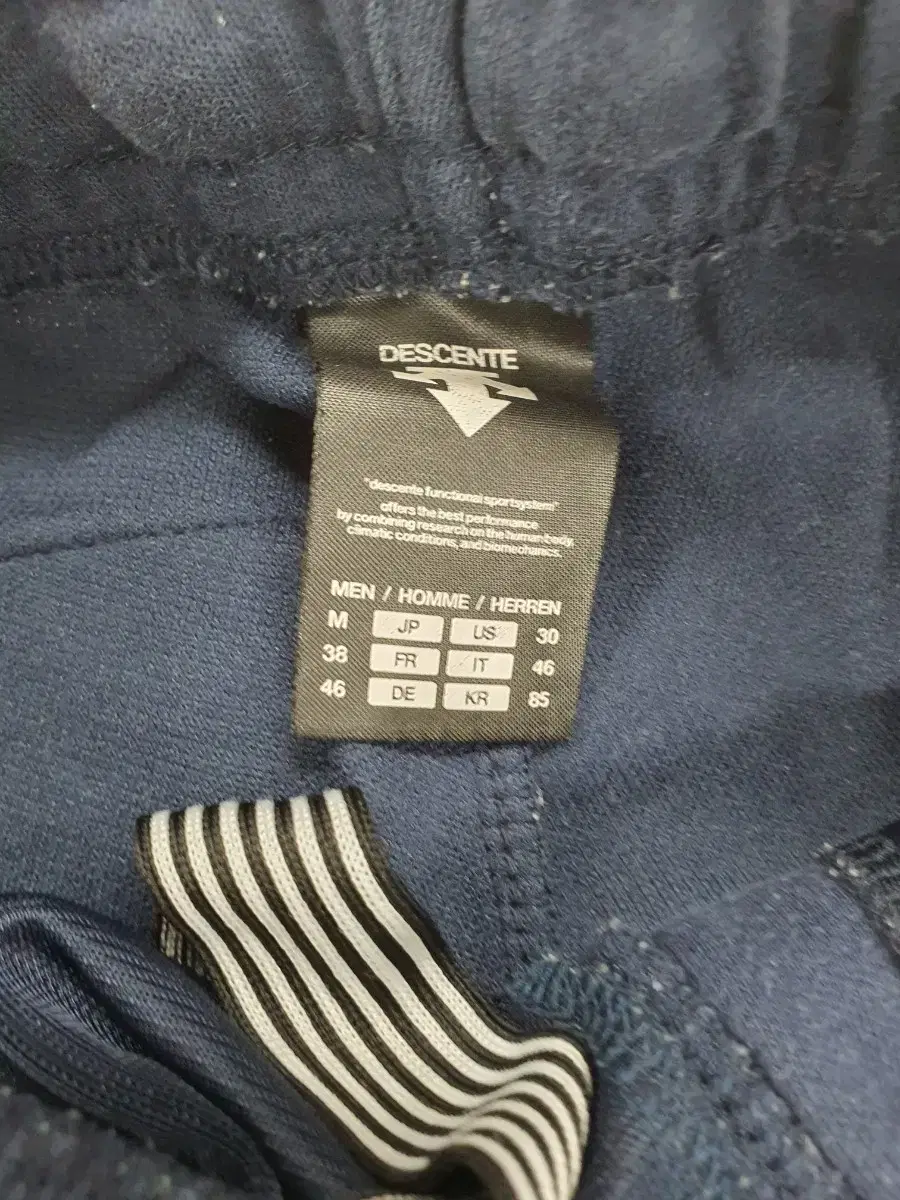 DESCENTE
"descente functional sportsystem"
offers the best performance
by combining research on the human body,
climatic conditions, and biomechanics.
MEN / HOMME / HERREN
M JP US 30
38 FR IT 46
46 DE KR 85